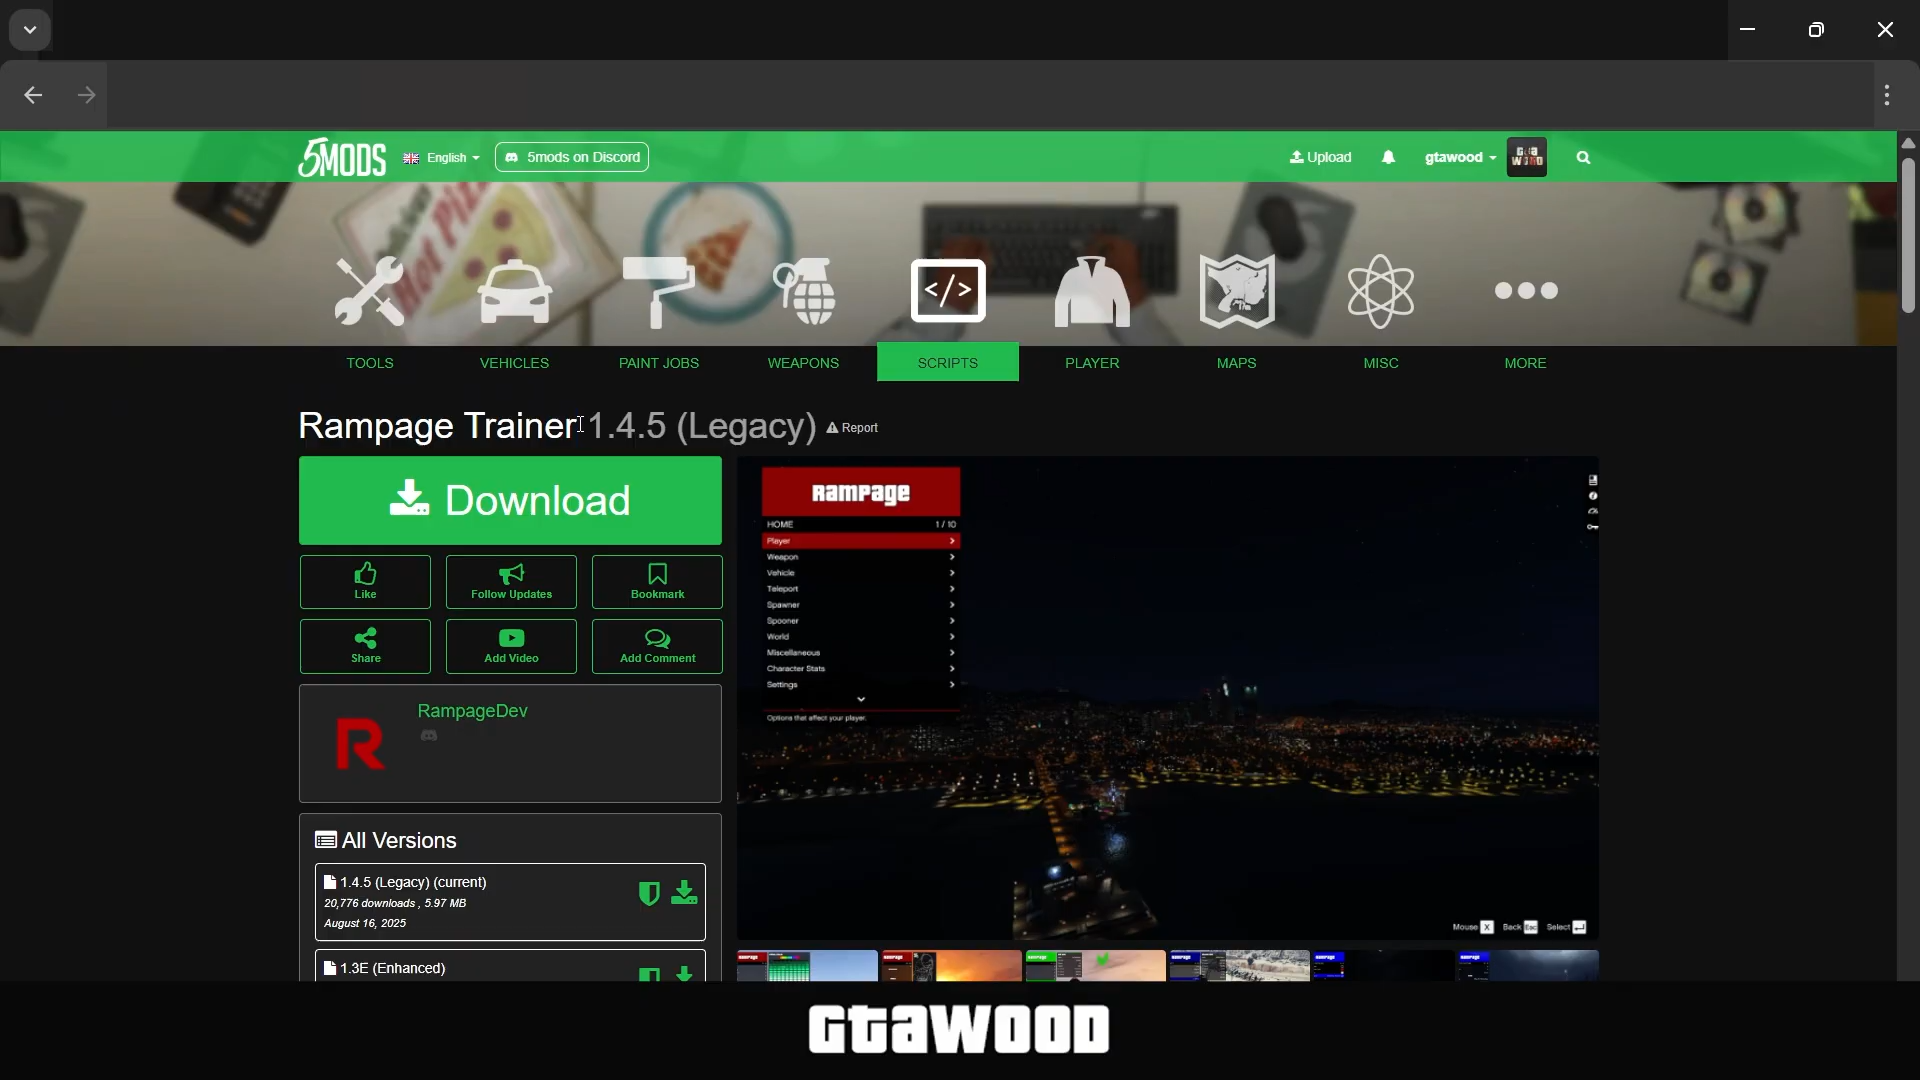 5MODS
English
5mods on Discord
Upload
gtawood
GtaWOOD
Hot Pizza
TOOLS
VEHICLES
PAINT JOBS
WEAPONS
SCRIPTS
PLAYER
MAPS
MISC
MORE
Rampage Trainer 1.4.5 (Legacy)
Report
Download
Like
Follow Updates
Bookmark
Share
Add Video
Add Comment
R
RampageDev
All Versions
1.4.5 (Legacy) (current)
20,776 downloads , 5.97 MB
August 16, 2025
1.3E (Enhanced)
Rampage
HOME 1 / 10
Player
Weapon
Vehicle
Teleport
Spawner
Spooner
World
Miscellaneous
Character Stats
Settings
Options that affect your player.
Mouse X Back Esc Select
GtaWOOD